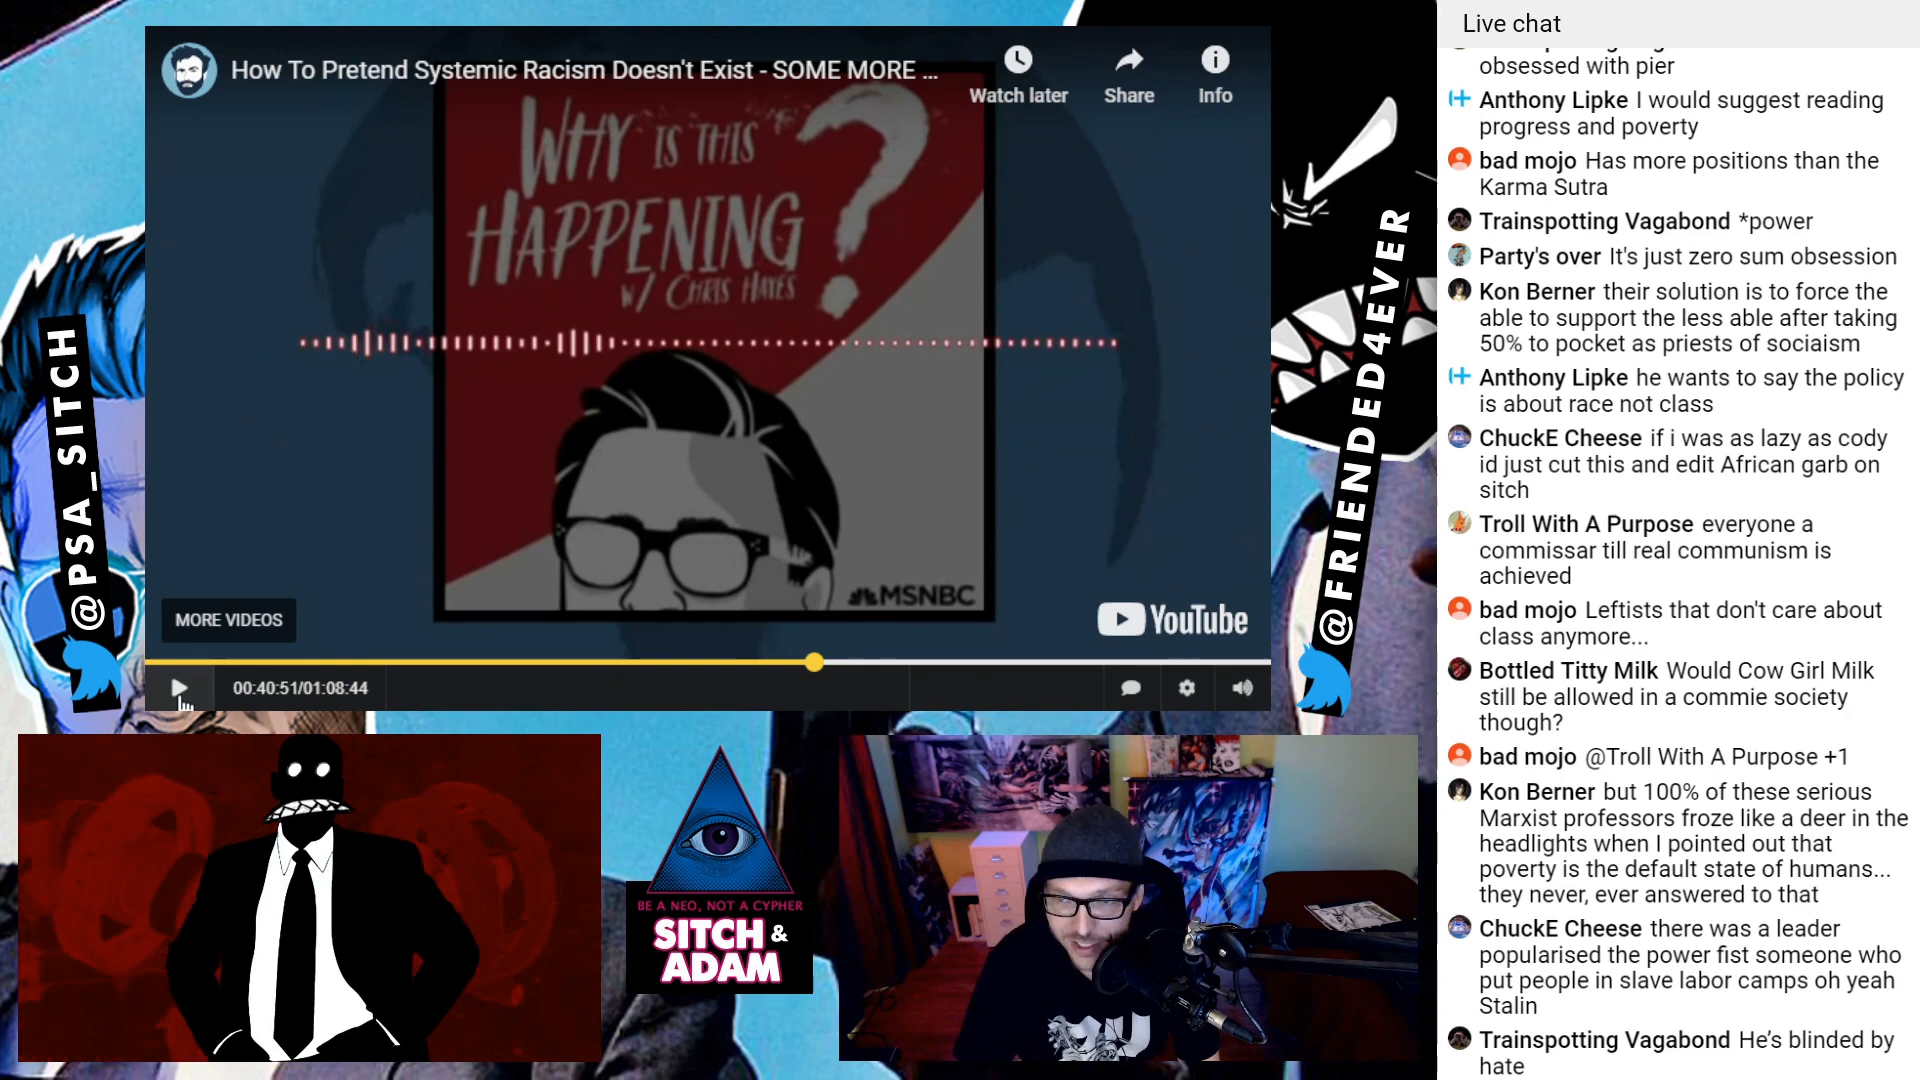 How To Pretend Systemic Racism Doesn't Exist - SOME MORE ...
Watch later
Share
Info
WHY IS THIS
HAPPENING
?
W/ CHRIS HAYES
MSNBC
MORE VIDEOS
YouTube
00:40:51/01:08:44
@PSA_SITCH
@FRIENDED4EVER
BE A NEO, NOT A CYPHER
SITCH &
ADAM
Live chat
obsessed with pier
Anthony Lipke I would suggest reading
progress and poverty
bad mojo Has more positions than the
Karma Sutra
Trainspotting Vagabond *power
Party's over It's just zero sum obsession
Kon Berner their solution is to force the
able to support the less able after taking
50% to pocket as priests of sociaism
Anthony Lipke he wants to say the policy
is about race not class
ChuckE Cheese if i was as lazy as cody
id just cut this and edit African garb on
sitch
Troll With A Purpose everyone a
commissar till real communism is
achieved
bad mojo Leftists that don't care about
class anymore...
Bottled Titty Milk Would Cow Girl Milk
still be allowed in a commie society
though?
bad mojo @Troll With A Purpose +1
Kon Berner but 100% of these serious
Marxist professors froze like a deer in the
headlights when I pointed out that
poverty is the default state of humans...
they never, ever answered to that
ChuckE Cheese there was a leader
popularised the power fist someone who
put people in slave labor camps oh yeah
Stalin
Trainspotting Vagabond He’s blinded by
hate